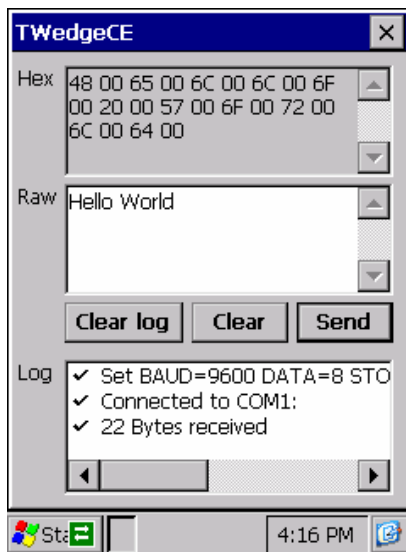 TWedgeCE
Hex
48 00 65 00 6C 00 6C 00 6F
00 20 00 57 00 6F 00 72 00
6C 00 64 00
Raw
Hello World
Clear log
Clear
Send
Log
Set BAUD=9600 DATA=8 STO
Connected to COM1:
22 Bytes received
Sta
4:16 PM